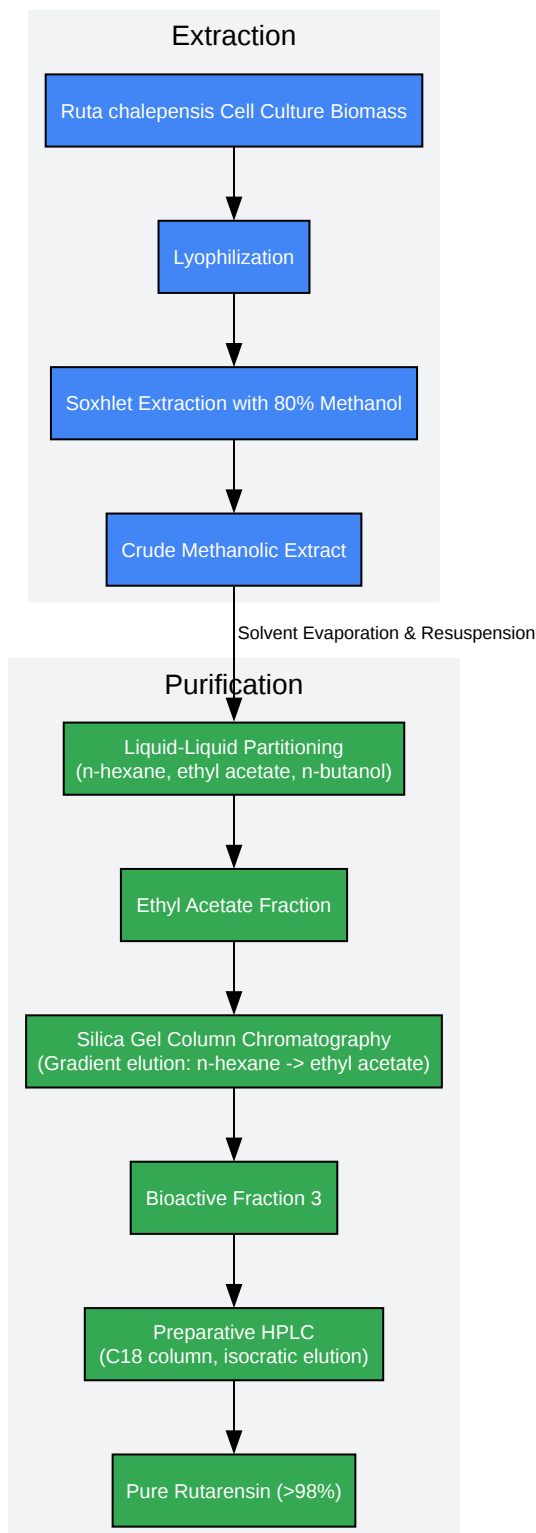 Extraction
Ruta chalepensis Cell Culture Biomass
Lyophilization
Soxhlet Extraction with 80% Methanol
Crude Methanolic Extract
Solvent Evaporation & Resuspension
Purification
Liquid-Liquid Partitioning
(n-hexane, ethyl acetate, n-butanol)
Ethyl Acetate Fraction
Silica Gel Column Chromatography
(Gradient elution: n-hexane -> ethyl acetate)
Bioactive Fraction 3
Preparative HPLC
(C18 column, isocratic elution)
Pure Rutarensin (>98%)